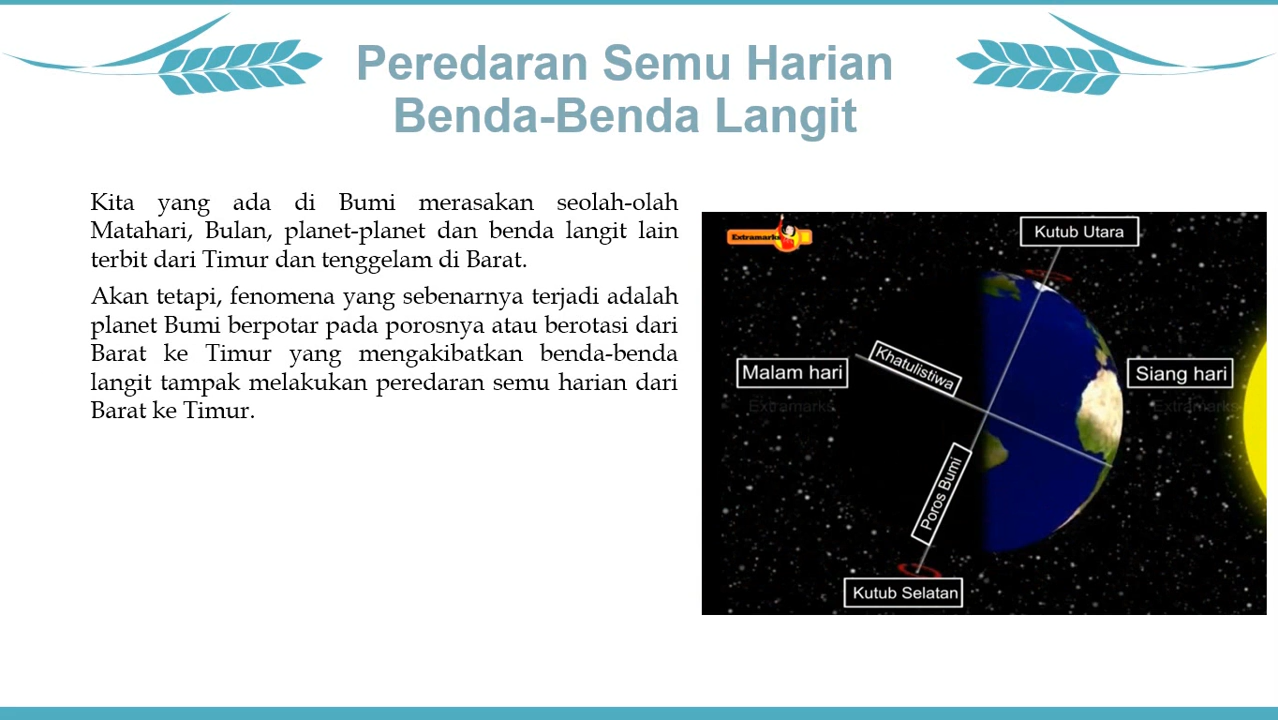 Peredaran Semu Harian
Benda-Benda Langit
Kita yang ada di Bumi merasakan seolah-olah
Matahari, Bulan, planet-planet dan benda langit lain
terbit dari Timur dan tenggelam di Barat.
Akan tetapi, fenomena yang sebenarnya terjadi adalah
planet Bumi berpotar pada porosnya atau berotasi dari
Barat ke Timur yang mengakibatkan benda-benda
langit tampak melakukan peredaran semu harian dari
Barat ke Timur.
Extramarks
Kutub Utara
Khatulistiwa
Malam hari
Siang hari
Extramarks
Extramarks
Poros Bumi
Kutub Selatan